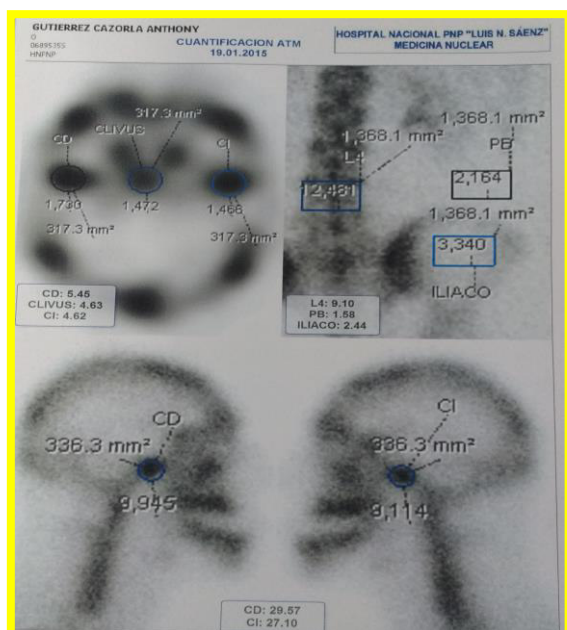 GUTIERREZ CAZORLA ANTHONY
O
HNPNP
CUANTIFICACION ATM
19.01.2015
HOSPITAL NACIONAL PNP "LUIS N. SÁENZ"
MEDICINA NUCLEAR
317.3 mm²
CLIVUS
CD
CI
1,730
1,472
1,466
317.3 mm²
317.3 mm²
CD: 5.45
CLIVUS: 4.63
CI: 4.62
1,368.1 mm²
1,368.1 mm²
PB
L4
12,461
2,164
1,368.1 mm²
3,340
ILIACO
L4: 9.10
PB: 1.58
ILIACO: 2.44
CD
336.3 mm²
9,945
CI
336.3 mm²
9,114
CD: 29.57
CI: 27.10